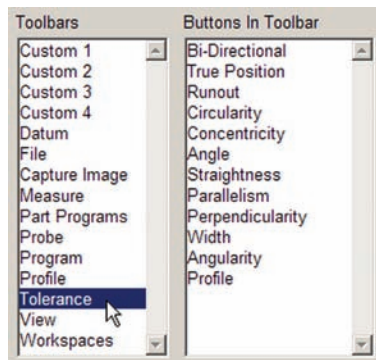 Toolbars
Custom 1
Custom 2
Custom 3
Custom 4
Datum
File
Capture Image
Measure
Part Programs
Probe
Program
Profile
Tolerance
View
Workspaces
Buttons In Toolbar
Bi-Directional
True Position
Runout
Circularity
Concentricity
Angle
Straightness
Parallelism
Perpendicularity
Width
Angularity
Profile